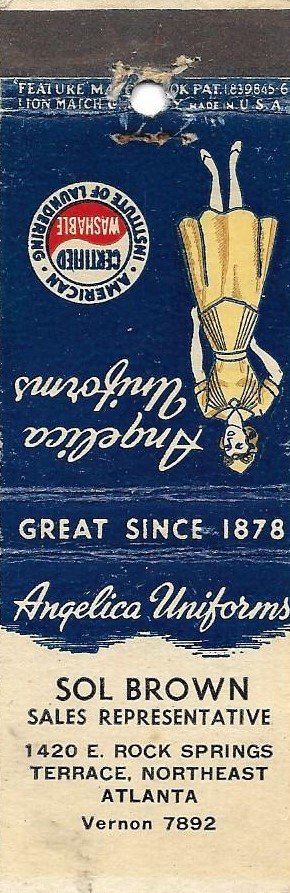 FEATURE MA OK PAT.1839845-6
LION MATCH C Y MADE IN U.S.A.
AMERICAN INSTITUTE OF LAUNDERING
CERTIFIED
WASHABLE
Angelica
Uniforms
GREAT SINCE 1878
Angelica Uniforms
SOL BROWN
SALES REPRESENTATIVE
1420 E. ROCK SPRINGS
TERRACE, NORTHEAST
ATLANTA
Vernon 7892